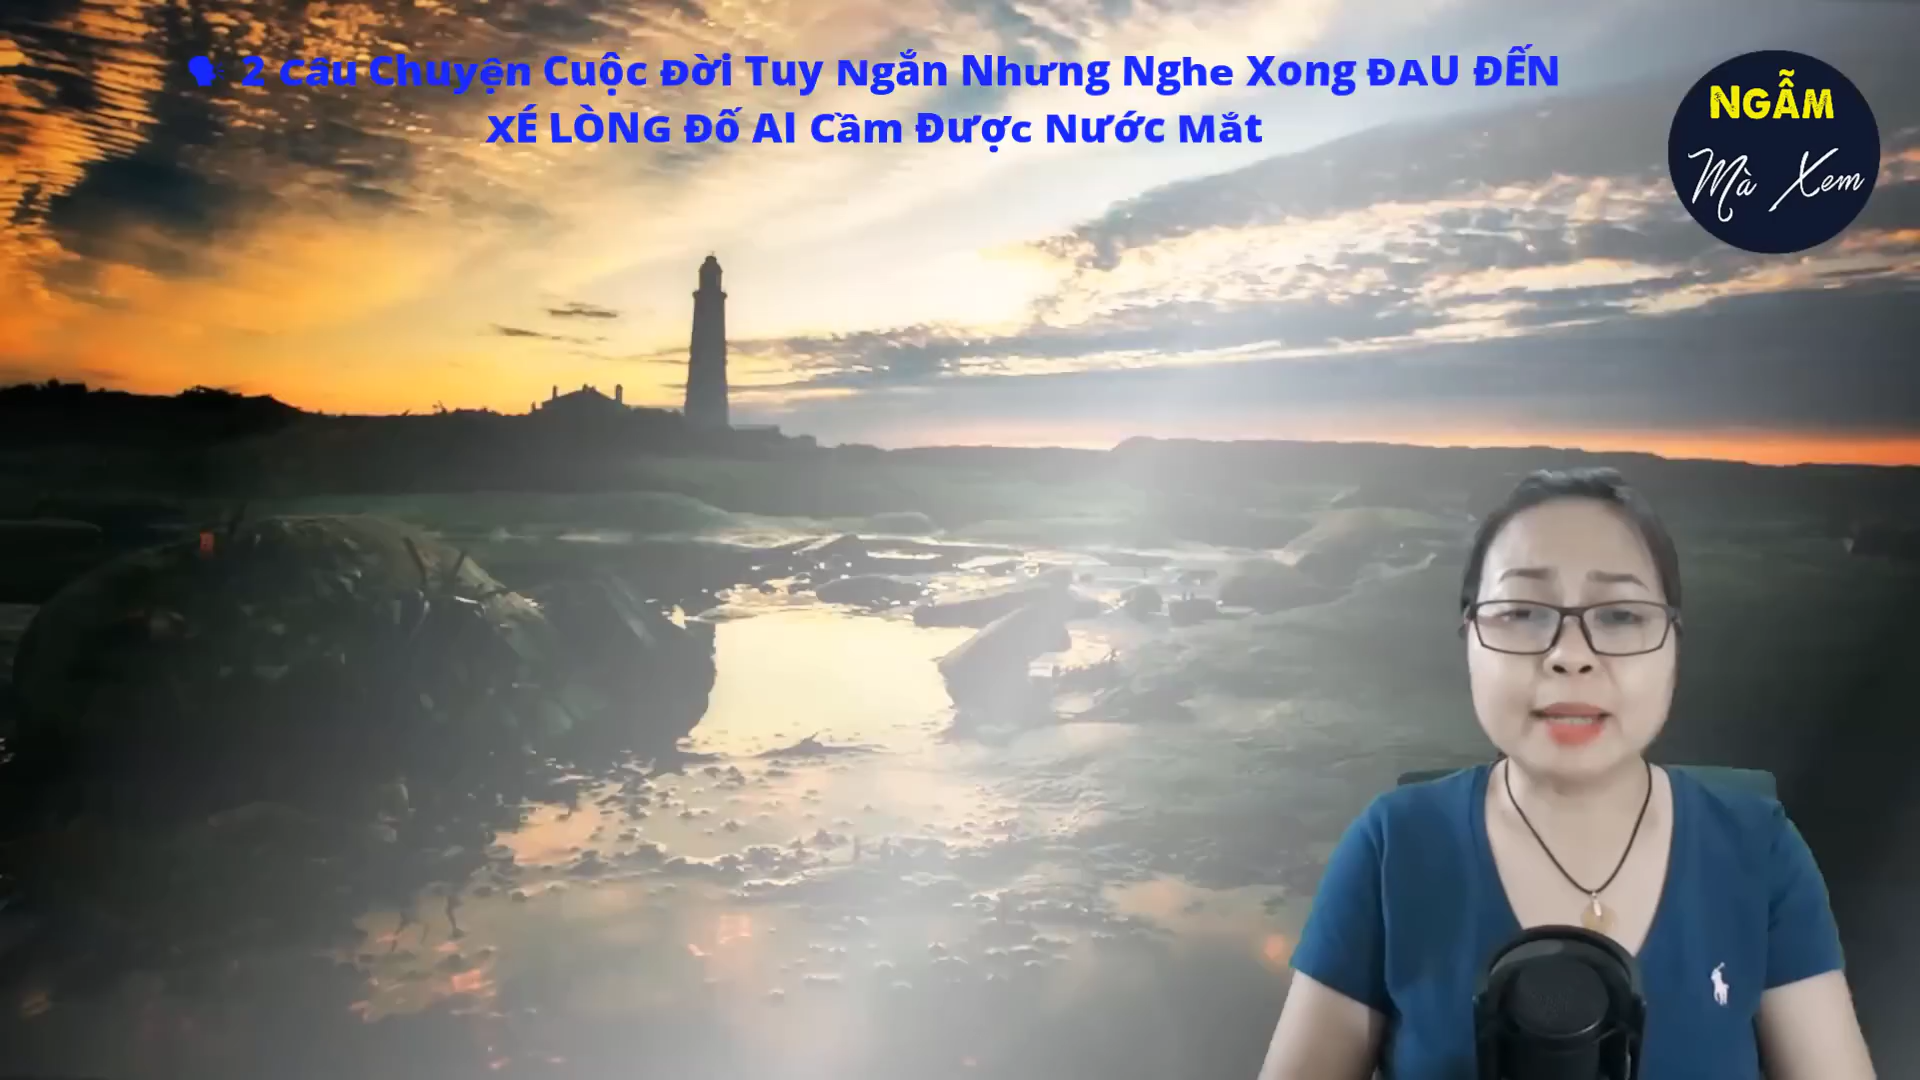 🗣 2 Câu Chuyện Cuộc Đời Tuy Ngắn Nhưng Nghe Xong ĐAU ĐẾN
XÉ LÒNG Đố AI Cầm Được Nước Mắt
NGẪM
Mà Xem